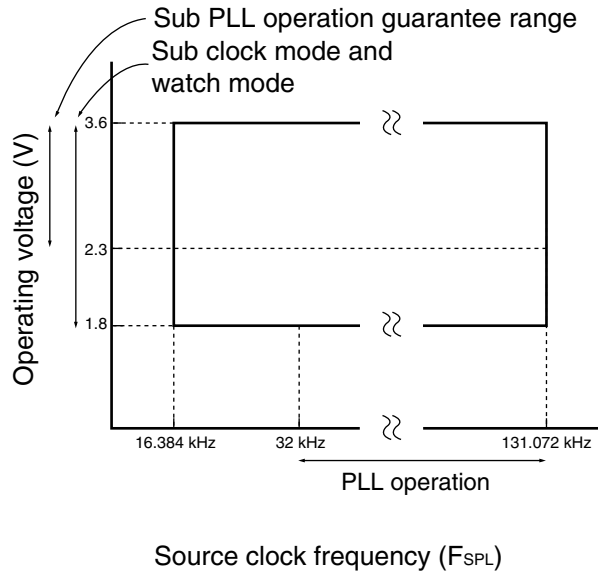 Sub PLL operation guarantee range
Sub clock mode and
watch mode
Operating voltage (V)
3.6
2.3
1.8
16.384 kHz
32 kHz
131.072 kHz
PLL operation
Source clock frequency (FSPL)